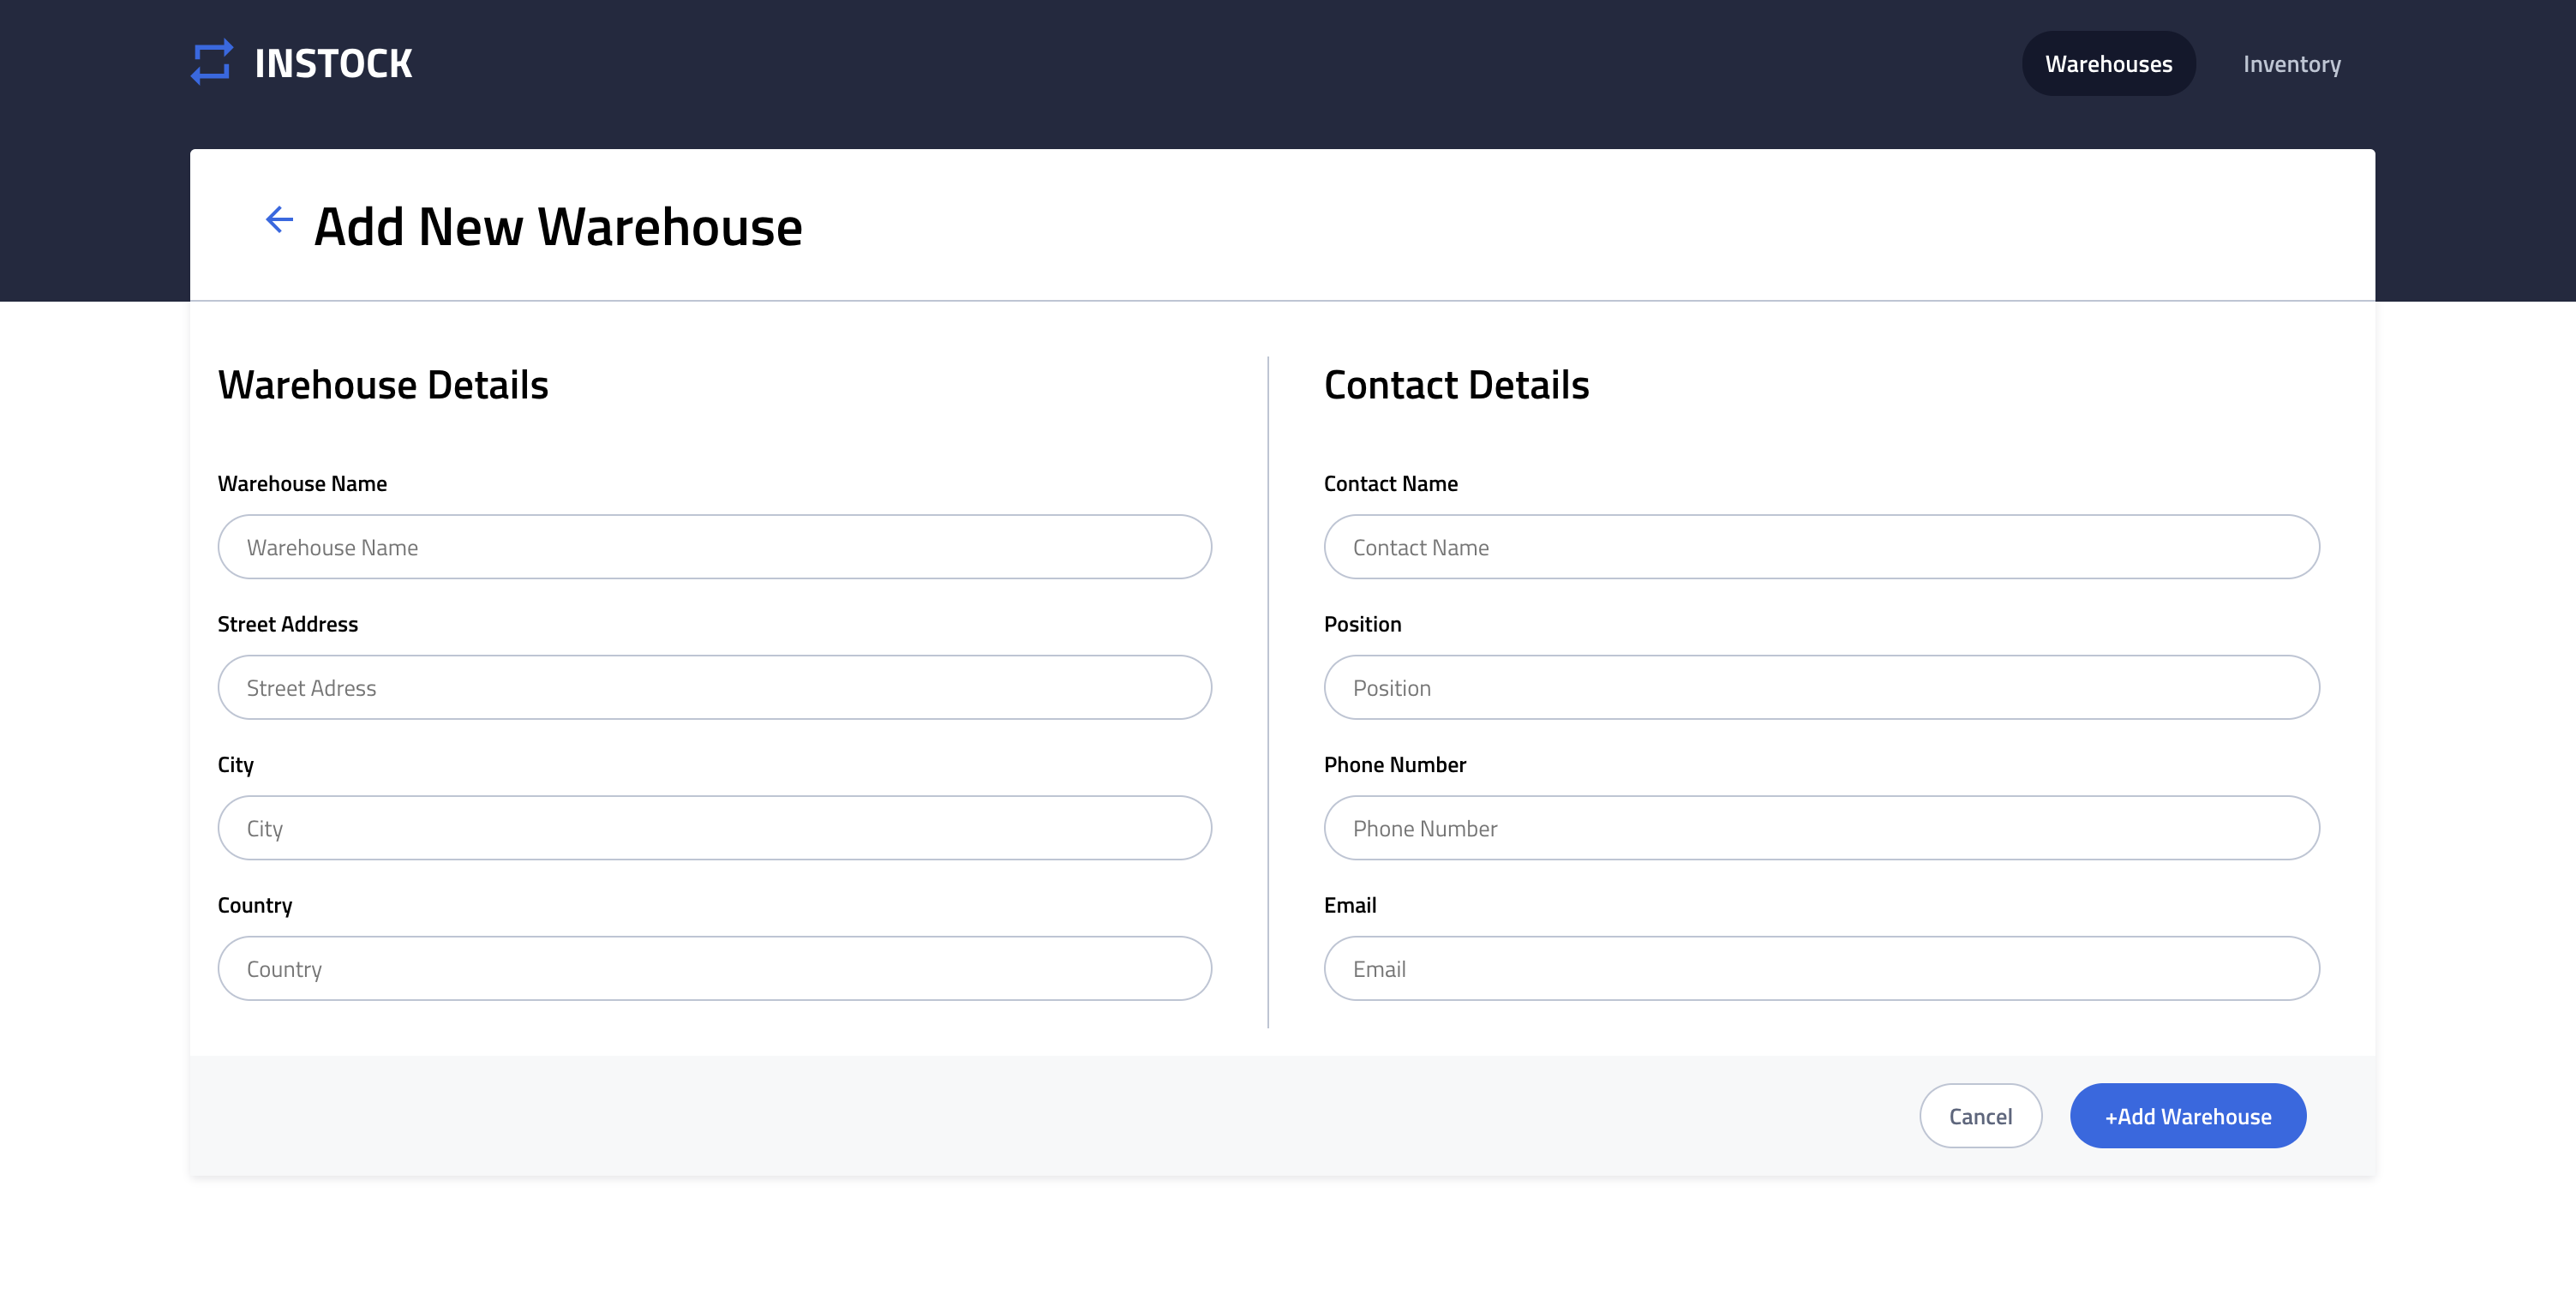 INSTOCK
Warehouses
Inventory
Add New Warehouse
Warehouse Details
Warehouse Name
Warehouse Name
Street Address
Street Adress
City
City
Country
Country
Contact Details
Contact Name
Contact Name
Position
Position
Phone Number
Phone Number
Email
Email
Cancel
+Add Warehouse